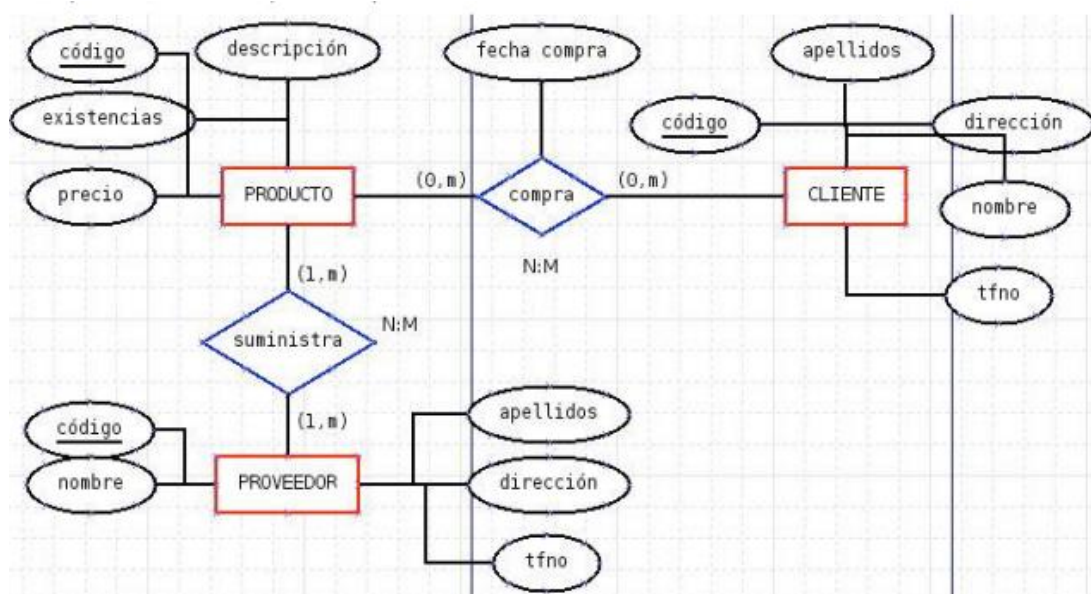 código
descripción
fecha compra
apellidos
existencias
código
dirección
precio
PRODUCTO
(0,m)
compra
(0,m)
CLIENTE
nombre
(1,m)
N:M
suministra
N:M
tfno
código
(1,m)
apellidos
nombre
PROVEEDOR
dirección
tfno